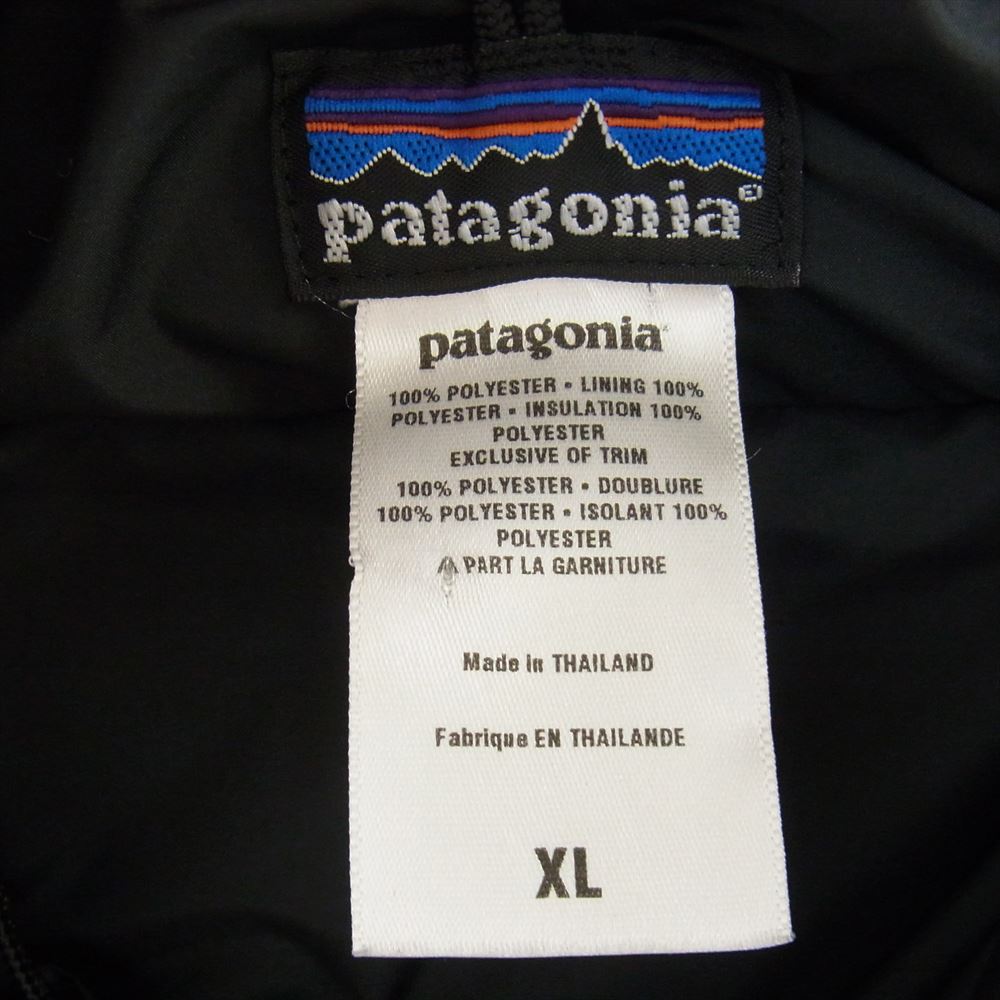 patagonia®
patagonia
100% POLYESTER • LINING 100%
POLYESTER • INSULATION 100%
POLYESTER
EXCLUSIVE OF TRIM
100% POLYESTER • DOUBLURE
100% POLYESTER • ISOLANT 100%
POLYESTER
A PART LA GARNITURE
Made in THAILAND
Fabrique EN THAILANDE
XL